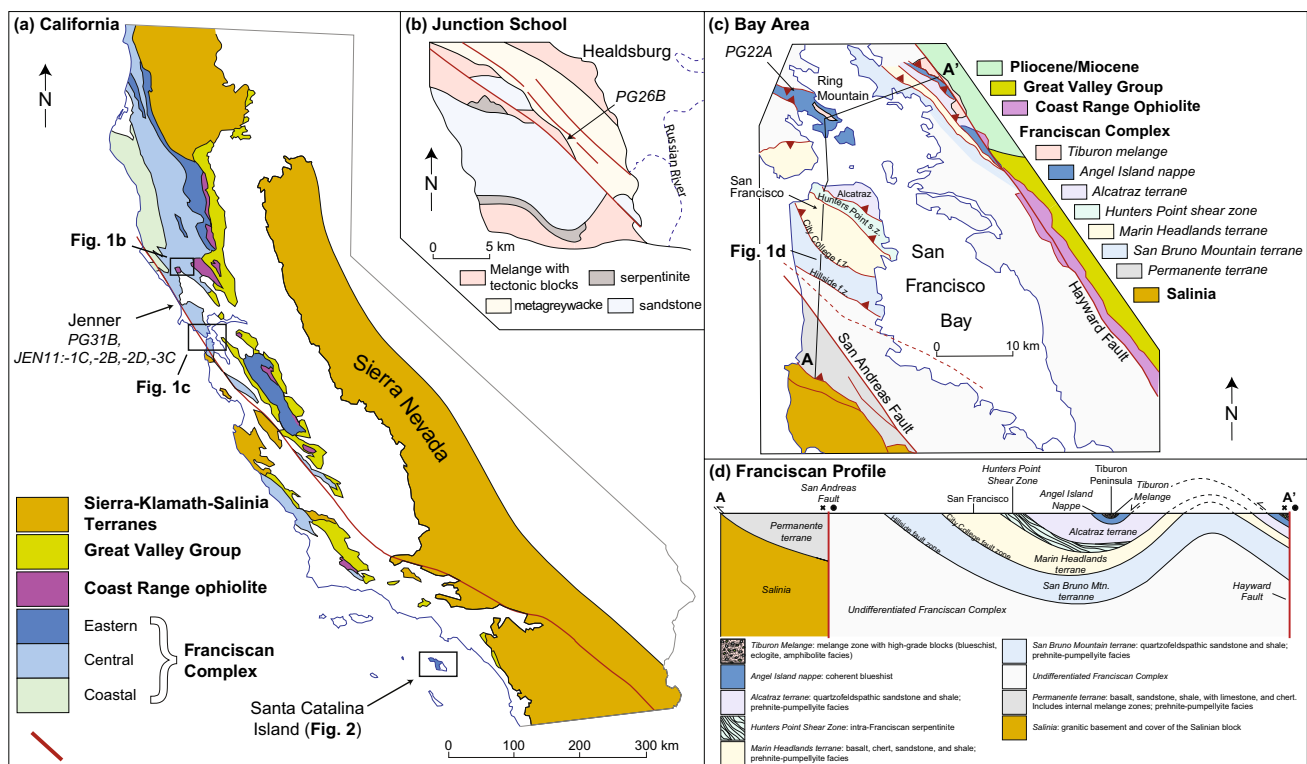 (a) California
N
Fig. 1b
Jenner
PG31B,
JEN11:-1C,-2B,-2D,-3C
Fig. 1c
Sierra Nevada
Sierra-Klamath-Salinia
Terranes
Great Valley Group
Coast Range ophiolite
Eastern
Central
Coastal
Franciscan
Complex
Santa Catalina
Island (Fig. 2)
0 100 200 300 km
(b) Junction School
Healdsburg
PG26B
Russian River
N
0 5 km
Melange with
tectonic blocks
serpentinite
metagreywacke
sandstone
(c) Bay Area
PG22A
Ring
Mountain
A'
San
Francisco
Alcatraz
Hunters Point s.z.
City College f.z.
Fig. 1d
Hillside f.z.
San
Francisco
Bay
0 10 km
A
San Andreas Fault
Hayward Fault
N
Pliocene/Miocene
Great Valley Group
Coast Range Ophiolite
Franciscan Complex
Tiburon melange
Angel Island nappe
Alcatraz terrane
Hunters Point shear zone
Marin Headlands terrane
San Bruno Mountain terrane
Permanente terrane
Salinia
(d) Franciscan Profile
A
San Andreas
Fault
San Francisco
Hunters Point
Shear Zone
Angel Island
Nappe
Tiburon
Peninsula
Tiburon
Melange
A'
Permanente
terrane
Salinia
Hillside fault zone
City College fault zone
Alcatraz terrane
Marin Headlands
terrane
San Bruno Mtn.
terranne
Undifferentiated Franciscan Complex
Hayward
Fault
Tiburon Melange: melange zone with high-grade blocks (blueschist,
eclogite, amphibolite facies)
Angel Island nappe: coherent blueschist
Alcatraz terrane: quartzofeldspathic sandstone and shale;
prehnite-pumpellyite facies
Hunters Point Shear Zone: intra-Franciscan serpentinite
Marin Headlands terrane: basalt, chert, sandstone, and shale;
prehnite-pumpellyite facies
San Bruno Mountain terrane: quartzofeldspathic sandstone and shale;
prehnite-pumpellyite facies
Undifferentiated Franciscan Complex
Permanente terrane: basalt, sandstone, shale, with limestone, and chert.
Includes internal melange zones; prehnite-pumpellyite facies
Salinia: granitic basement and cover of the Salinian block